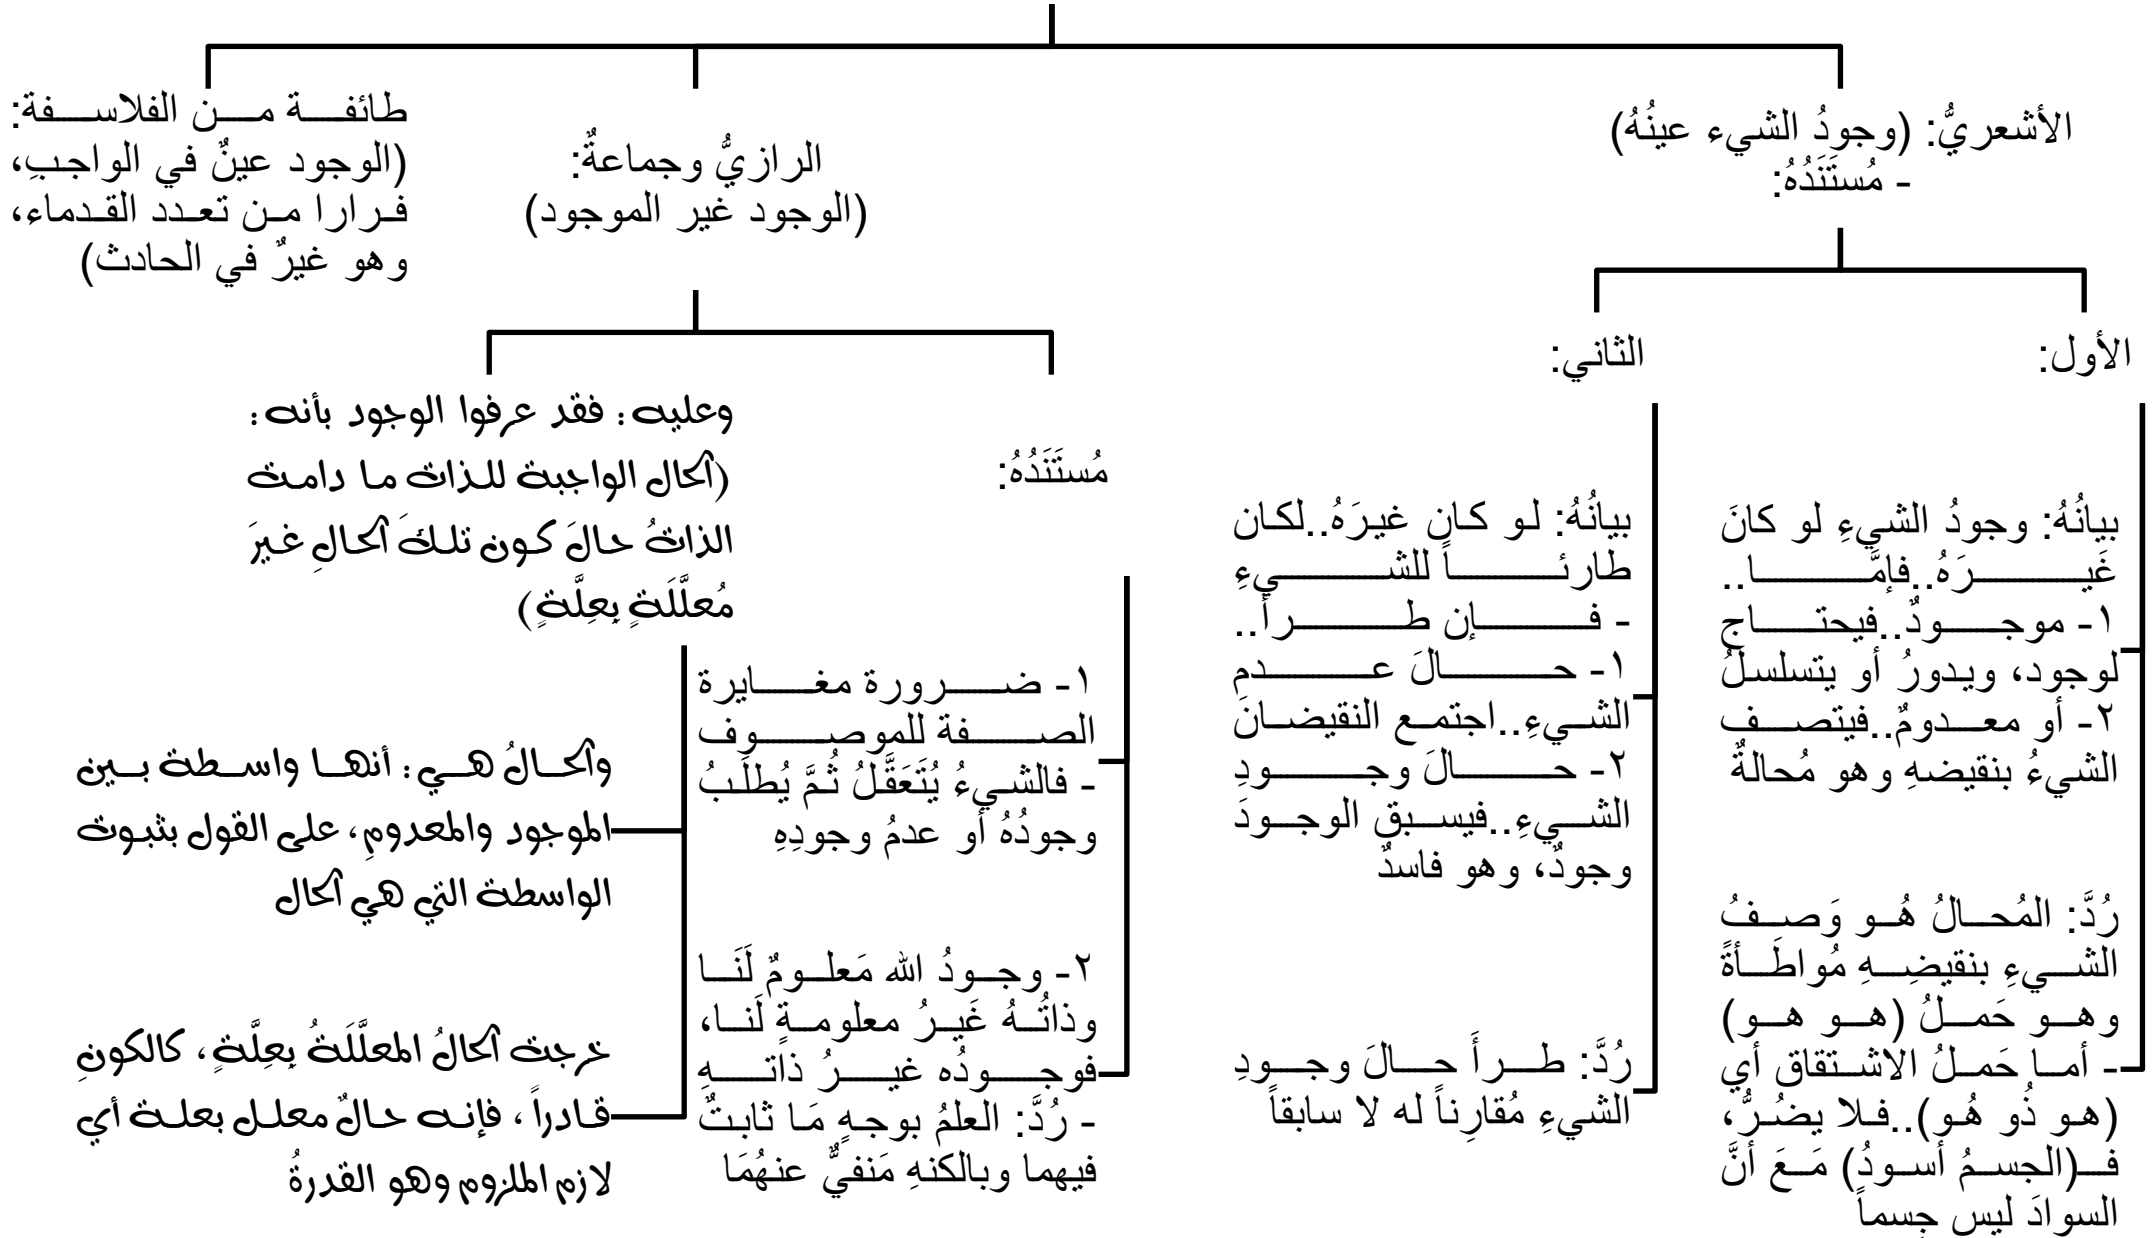 الأشعريُّ: (وجودُ الشيء عينُهُ)
- مُستَنَدُهُ:
الأول:
بيانُهُ: وجودُ الشيءِ لو كانَ
غَيرَهُ..فإمَّا..
١- موجودٌ..فيحتاج
لوجود، ويدورُ أو يتسلسلُ
٢- أو معدومٌ..فيتصف
الشيءُ بنقيضهِ وهو مُحالةٌ
رُدَّ: المُحالُ هُو وَصفُ
الشيءِ بنقيضِهِ مُواطَأةً
وهو حَملُ (هو هو)
- أما حَملُ الاشتقاق أي
(هو ذُو هُو)..فلا يضُرُّ،
فـ(الجسمُ أسودُ) مَعَ أنَّ
السوادَ ليس جِسماً
الثاني:
بيانُهُ: لو كان غيرَهُ..لكان
طارئاً للشيءِ
- فإن طرأ..
١- حالَ عدمِ
الشيءِ..اجتمع النقيضانَ
٢- حالَ وجودِ
الشيءِ..فيسبق الوجودَ
وجودٌ، وهو فاسدٌ
رُدَّ: طرأَ حالَ وجودِ
الشيءِ مُقارِناً له لا سابقاً
الرازيُّ وجماعةٌ:
(الوجود غير الموجود)
مُستَنَدُهُ:
١- ضرورة مغايرة
الصفة للموصوف
- فالشيءُ يُتَعَقَّلُ ثُمَّ يُطلَبُ
وجودُهُ أو عدمُ وجودِهِ
٢- وجودُ الله مَعلومٌ لَنَا
وذاتُهُ غَيرُ معلومةٍ لَنا،
فوجودُه غيرُ ذاتهِ
- رُدَّ: العلمُ بوجهٍ مَا ثابتٌ
فيهما وبالكنهِ مَنفيٌّ عنهُمَا
وعليه: فقد عرفوا الوجود بأنه:
(الحال الواجبة للذات ما دامت
الذاتُ حالَ كون تلكَ الحالِ غيرَ
مُعلَّلَةٍ بِعِلَّةٍ)
والحالُ هي: أنها واسطة بين
الموجود والمعدومِ، على القول بثبوت
الواسطة التي هي الحال
خرجت الحالُ المعلَّلَةُ بِعِلَّةٍ، كالكونِ
قادراً، فإنه حالٌ معلل بعلة أي
لازم الملزوم وهو القدرةُ
طائفة من الفلاسفة:
(الوجود عينٌ في الواجبِ،
فرارا من تعدد القدماء،
وهو غيرٌ في الحادث)